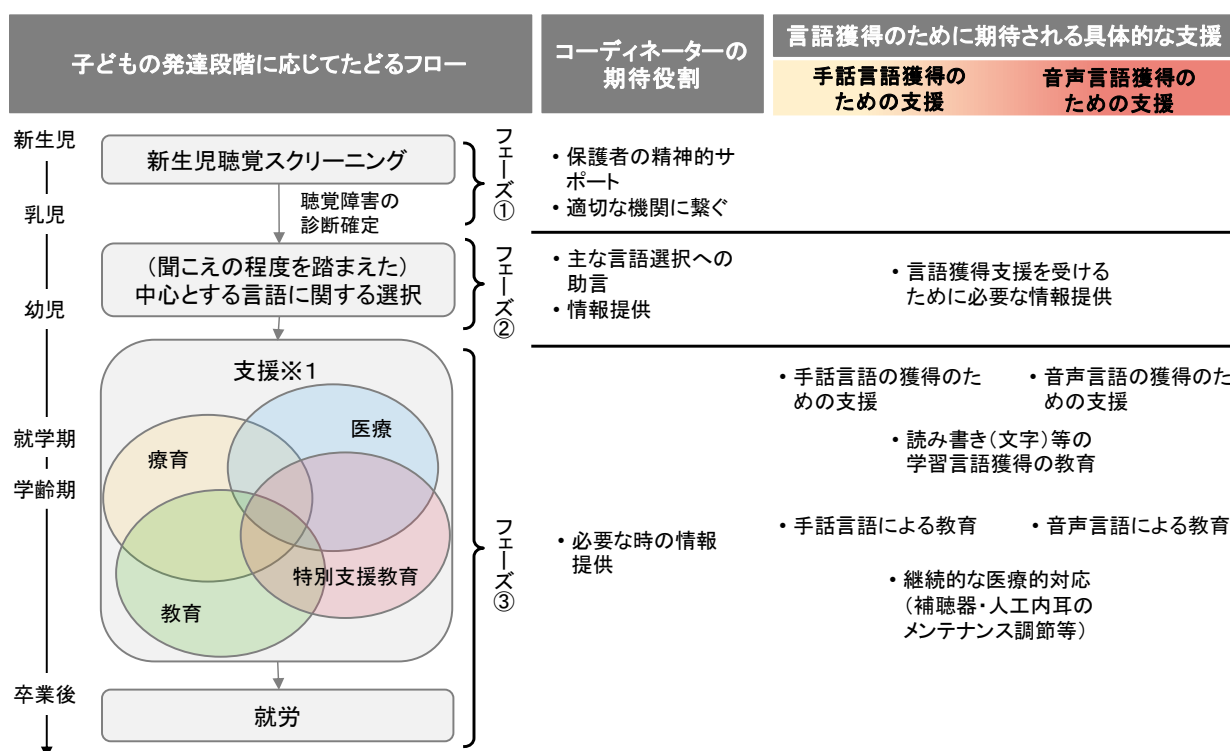 子どもの発達段階に応じてたどるフロー
コーディネーターの
期待役割
言語獲得のために期待される具体的な支援
手話言語獲得の
ための支援
音声言語獲得の
ための支援
新生児
乳児
幼児
就学期
学齢期
卒業後
新生児聴覚スクリーニング
聴覚障害の
診断確定
フェーズ①
・保護者の精神的サ
ポート
・適切な機関に繋ぐ
(聞こえの程度を踏まえた)
中心とする言語に関する選択
フェーズ②
・主な言語選択への
助言
・情報提供
・言語獲得支援を受ける
ために必要な情報提供
支援※1
医療
療育
特別支援教育
教育
フェーズ③
・必要な時の情報
提供
・手話言語の獲得のた
めの支援
・音声言語の獲得のた
めの支援
・読み書き(文字)等の
学習言語獲得の教育
・手話言語による教育
・音声言語による教育
・継続的な医療的対応
(補聴器・人工内耳の
メンテナンス調節等)
就労